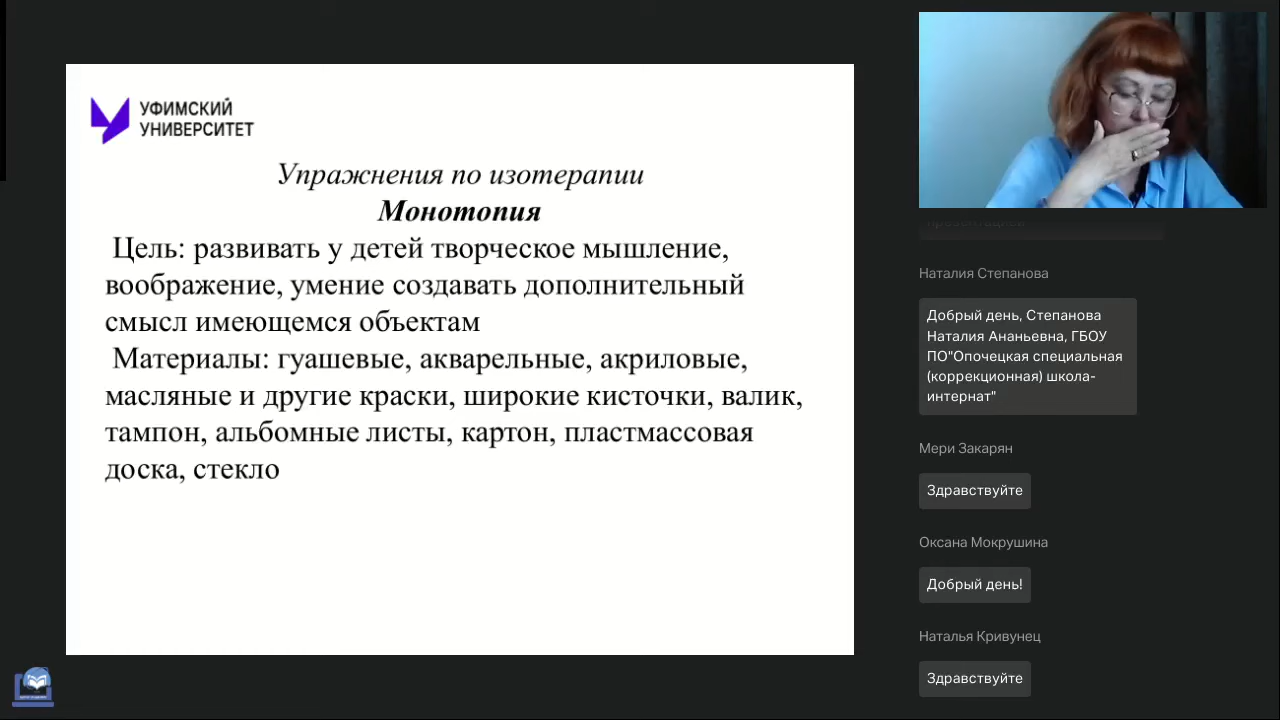 УФИМСКИЙ
УНИВЕРСИТЕТ
Упражнения по изотерапии
Монотопия
Цель: развивать у детей творческое мышление,
воображение, умение создавать дополнительный
смысл имеющемся объектам
Материалы: гуашевые, акварельные, акриловые,
масляные и другие краски, широкие кисточки, валик,
тампон, альбомные листы, картон, пластмассовая
доска, стекло
Наталия Степанова
Добрый день, Степанова
Наталия Ананьевна, ГБОУ
ПО"Опочецкая специальная
(коррекционная) школа-
интернат"
Мери Закарян
Здравствуйте
Оксана Мокрушина
Добрый день!
Наталья Кривунец
Здравствуйте